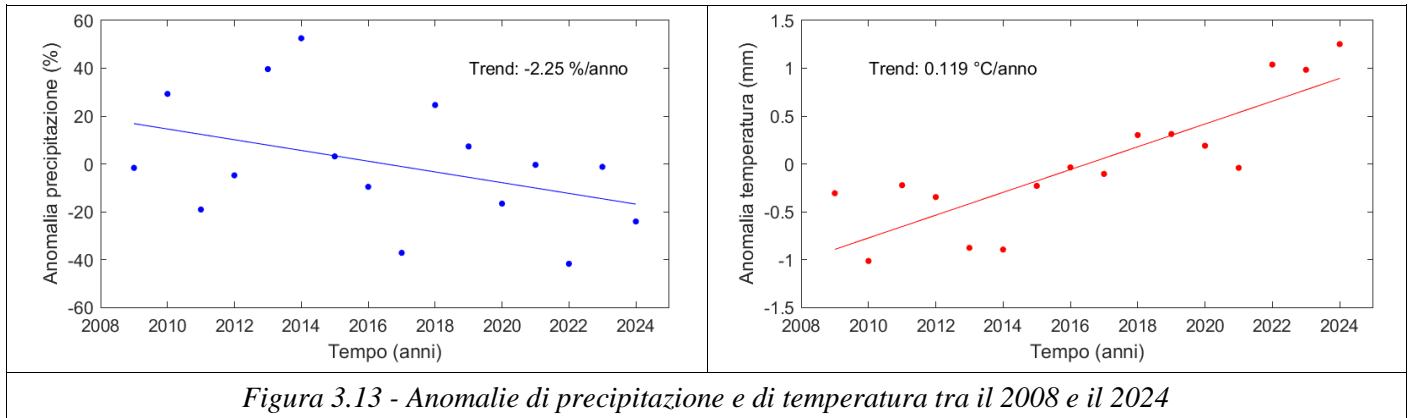 60
40
20
0
-20
-40
-60
Anomalia precipitazione (%)
Trend: -2.25 %/anno
2008 2010 2012 2014 2016 2018 2020 2022 2024
Tempo (anni)
1.5
1
0.5
0
-0.5
-1
-1.5
Anomalia temperatura (mm)
Trend: 0.119 °C/anno
2008 2010 2012 2014 2016 2018 2020 2022 2024
Tempo (anni)
Figura 3.13 - Anomalie di precipitazione e di temperatura tra il 2008 e il 2024